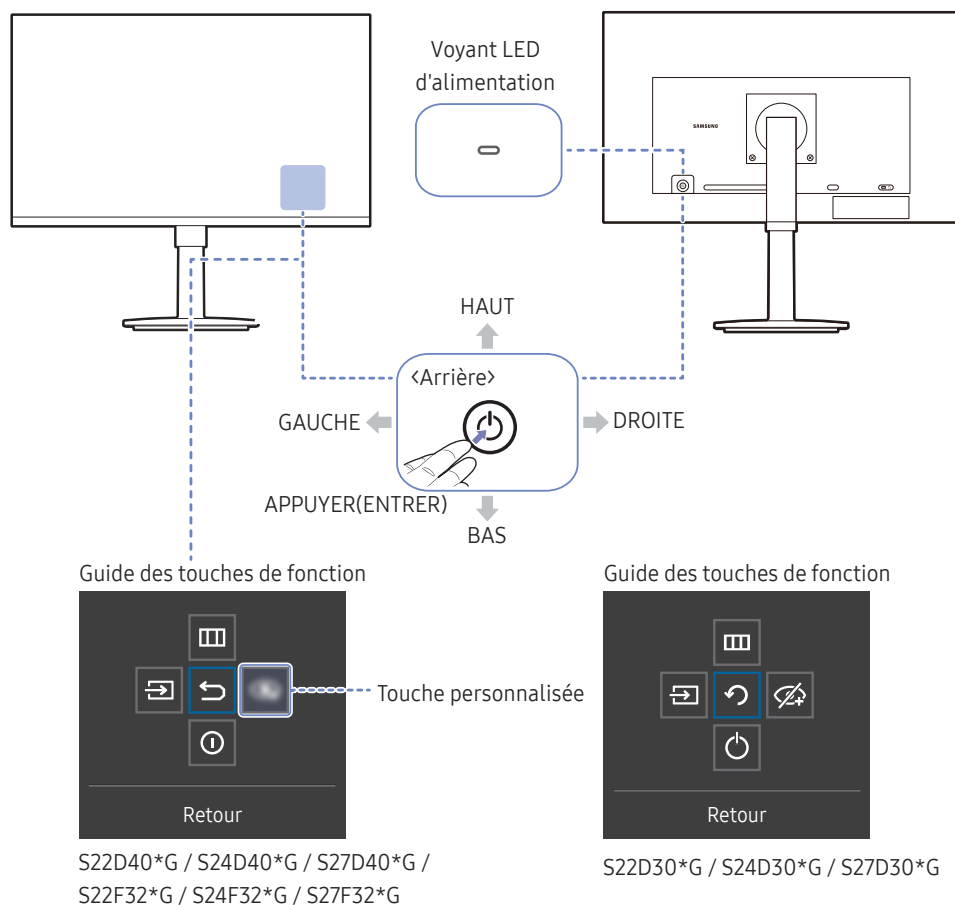 Voyant LED
d'alimentation
SAMSUNG
HAUT
<Arrière>
GAUCHE
DROITE
APPUYER(ENTRER)
BAS
Guide des touches de fonction
Guide des touches de fonction
Touche personnalisée
Retour
Retour
S22D40*G / S24D40*G / S27D40*G /
S22F32*G / S24F32*G / S27F32*G
S22D30*G / S24D30*G / S27D30*G